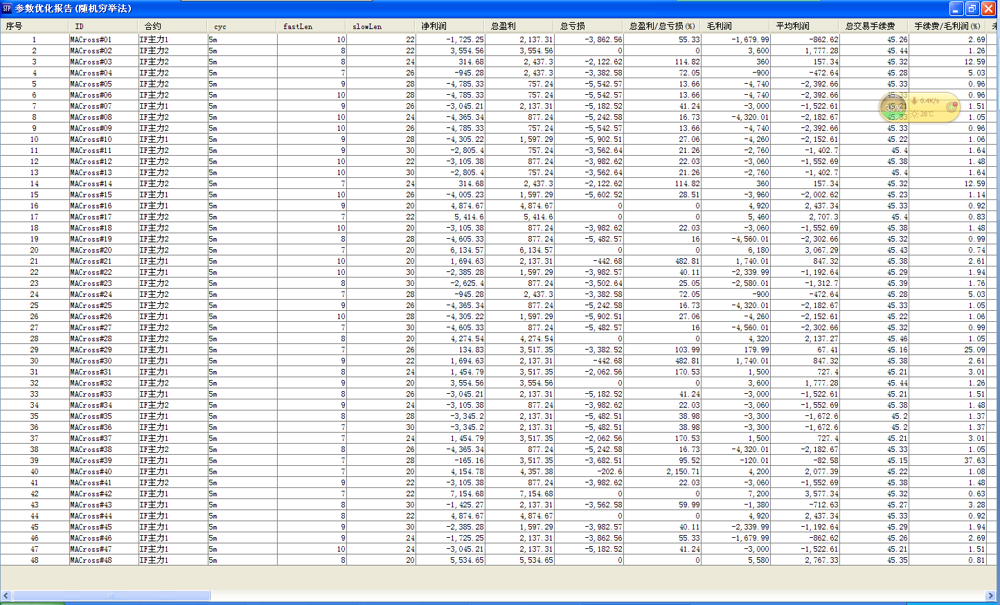 STP 参数优化报告(随机穷举法)
序号 ID 合约 cyc fastLen slowLen 净利润 总盈利 总亏损 总盈利/总亏损(%) 毛利润 平均利润 总交易手续费 手续费/毛利润(%)
1 MACross#01 IF主力1 5m 10 22 -1,725.25 2,137.31 -3,862.56 55.33 -1,679.99 -862.62 45.26 2.69
2 MACross#02 IF主力2 5m 8 22 3,554.56 3,554.56 0 0 3,600 1,777.28 45.44 1.26
3 MACross#03 IF主力2 5m 8 24 314.68 2,437.3 -2,122.62 114.82 360 157.34 45.32 12.59
4 MACross#04 IF主力2 5m 7 26 -945.28 2,437.3 -3,382.58 72.05 -900 -472.64 45.28 5.03
5 MACross#05 IF主力2 5m 9 28 -4,785.33 757.24 -5,542.57 13.66 -4,740 -2,392.66 45.33 0.96
6 MACross#06 IF主力2 5m 10 28 -4,785.33 757.24 -5,542.57 13.66 -4,740 -2,392.66 45.33 0.96
7 MACross#07 IF主力1 5m 9 26 -3,045.21 2,137.31 -5,182.52 41.24 -3,000 -1,522.61 45.21 1.51
8 MACross#08 IF主力2 5m 10 24 -4,365.34 877.24 -5,242.58 16.73 -4,320.01 -2,182.67 45.33 1.05
9 MACross#09 IF主力2 5m 10 26 -4,785.33 757.24 -5,542.57 13.66 -4,740 -2,392.66 45.33 0.96
10 MACross#10 IF主力1 5m 9 28 -4,305.22 1,597.29 -5,902.51 27.06 -4,260 -2,152.61 45.22 1.06
11 MACross#11 IF主力2 5m 9 30 -2,805.4 757.24 -3,562.64 21.26 -2,760 -1,402.7 45.4 1.64
12 MACross#12 IF主力2 5m 10 22 -3,105.38 877.24 -3,982.62 22.03 -3,060 -1,552.69 45.38 1.48
13 MACross#13 IF主力2 5m 10 30 -2,805.4 757.24 -3,562.64 21.26 -2,760 -1,402.7 45.4 1.64
14 MACross#14 IF主力2 5m 7 24 314.68 2,437.3 -2,122.62 114.82 360 157.34 45.32 12.59
15 MACross#15 IF主力1 5m 10 26 -4,005.23 1,597.29 -5,602.52 28.51 -3,960 -2,002.62 45.23 1.14
16 MACross#16 IF主力1 5m 9 20 4,874.67 4,874.67 0 0 4,920 2,437.34 45.33 0.92
17 MACross#17 IF主力2 5m 7 22 5,414.6 5,414.6 0 0 5,460 2,707.3 45.4 0.83
18 MACross#18 IF主力2 5m 10 20 -3,105.38 877.24 -3,982.62 22.03 -3,060 -1,552.69 45.38 1.48
19 MACross#19 IF主力2 5m 8 28 -4,605.33 877.24 -5,482.57 16 -4,560.01 -2,302.66 45.32 0.99
20 MACross#20 IF主力2 5m 7 20 6,134.57 6,134.57 0 0 6,180 3,067.29 45.43 0.74
21 MACross#21 IF主力1 5m 10 20 1,694.63 2,137.31 -442.68 482.81 1,740.01 847.32 45.38 2.61
22 MACross#22 IF主力1 5m 10 30 -2,385.28 1,597.29 -3,982.57 40.11 -2,339.99 -1,192.64 45.29 1.94
23 MACross#23 IF主力2 5m 8 30 -2,625.4 877.24 -3,502.64 25.05 -2,580.01 -1,312.7 45.39 1.76
24 MACross#24 IF主力2 5m 7 28 -945.28 2,437.3 -3,382.58 72.05 -900 -472.64 45.28 5.03
25 MACross#25 IF主力2 5m 9 26 -4,365.34 877.24 -5,242.58 16.73 -4,320.01 -2,182.67 45.33 1.05
26 MACross#26 IF主力1 5m 10 28 -4,305.22 1,597.29 -5,902.51 27.06 -4,260 -2,152.61 45.22 1.06
27 MACross#27 IF主力2 5m 7 30 -4,605.33 877.24 -5,482.57 16 -4,560.01 -2,302.66 45.32 0.99
28 MACross#28 IF主力2 5m 8 20 4,274.54 4,274.54 0 0 4,320 2,137.27 45.46 1.05
29 MACross#29 IF主力1 5m 7 26 134.83 3,517.35 -3,382.52 103.99 179.99 67.41 45.16 25.09
30 MACross#30 IF主力1 5m 9 22 1,694.63 2,137.31 -442.68 482.81 1,740.01 847.32 45.38 2.61
31 MACross#31 IF主力1 5m 8 24 1,454.79 3,517.35 -2,062.56 170.53 1,500 727.4 45.21 3.01
32 MACross#32 IF主力2 5m 9 20 3,554.56 3,554.56 0 0 3,600 1,777.28 45.44 1.26
33 MACross#33 IF主力1 5m 8 26 -3,045.21 2,137.31 -5,182.52 41.24 -3,000 -1,522.61 45.21 1.51
34 MACross#34 IF主力2 5m 9 24 -3,105.38 877.24 -3,982.62 22.03 -3,060 -1,552.69 45.38 1.48
35 MACross#35 IF主力1 5m 8 28 -3,345.2 2,137.31 -5,482.51 38.98 -3,300 -1,672.6 45.2 1.37
36 MACross#36 IF主力1 5m 7 30 -3,345.2 2,137.31 -5,482.51 38.98 -3,300 -1,672.6 45.2 1.37
37 MACross#37 IF主力1 5m 7 24 1,454.79 3,517.35 -2,062.56 170.53 1,500 727.4 45.21 3.01
38 MACross#38 IF主力2 5m 8 26 -4,365.34 877.24 -5,242.58 16.73 -4,320.01 -2,182.67 45.33 1.05
39 MACross#39 IF主力1 5m 7 28 -165.16 3,517.35 -3,682.51 95.52 -120.01 -82.58 45.15 37.63
40 MACross#40 IF主力1 5m 7 20 4,154.78 4,357.38 -202.6 2,150.71 4,200 2,077.39 45.22 1.08
41 MACross#41 IF主力2 5m 9 22 -3,105.38 877.24 -3,982.62 22.03 -3,060 -1,552.69 45.38 1.48
42 MACross#42 IF主力1 5m 7 22 7,154.68 7,154.68 0 0 7,200 3,577.34 45.32 0.63
43 MACross#43 IF主力1 5m 8 30 -1,425.27 2,137.31 -3,562.58 59.99 -1,380 -712.63 45.27 3.28
44 MACross#44 IF主力1 5m 8 22 4,874.67 4,874.67 0 0 4,920 2,437.34 45.33 0.92
45 MACross#45 IF主力1 5m 9 30 -2,385.28 1,597.29 -3,982.57 40.11 -2,339.99 -1,192.64 45.29 1.94
46 MACross#46 IF主力1 5m 9 24 -1,725.25 2,137.31 -3,862.56 55.33 -1,679.99 -862.62 45.26 2.69
47 MACross#47 IF主力1 5m 10 24 -3,045.21 2,137.31 -5,182.52 41.24 -3,000 -1,522.61 45.21 1.51
48 MACross#48 IF主力1 5m 8 20 5,534.65 5,534.65 0 0 5,580 2,767.33 45.35 0.81
35%
0.4K/s
28℃